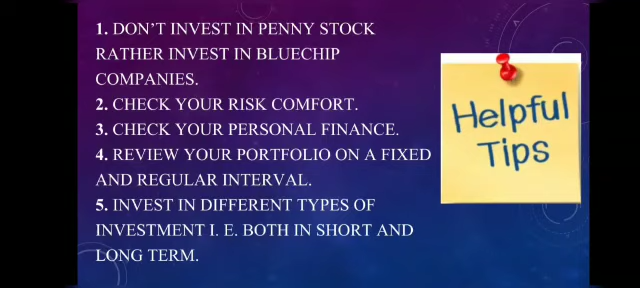 1. DON'T INVEST IN PENNY STOCK
RATHER INVEST IN BLUECHIP
COMPANIES.
2. CHECK YOUR RISK COMFORT.
3. CHECK YOUR PERSONAL FINANCE.
4. REVIEW YOUR PORTFOLIO ON A FIXED
AND REGULAR INTERVAL.
5. INVEST IN DIFFERENT TYPES OF
INVESTMENT I. E. BOTH IN SHORT AND
LONG TERM.
Helpful
Tips